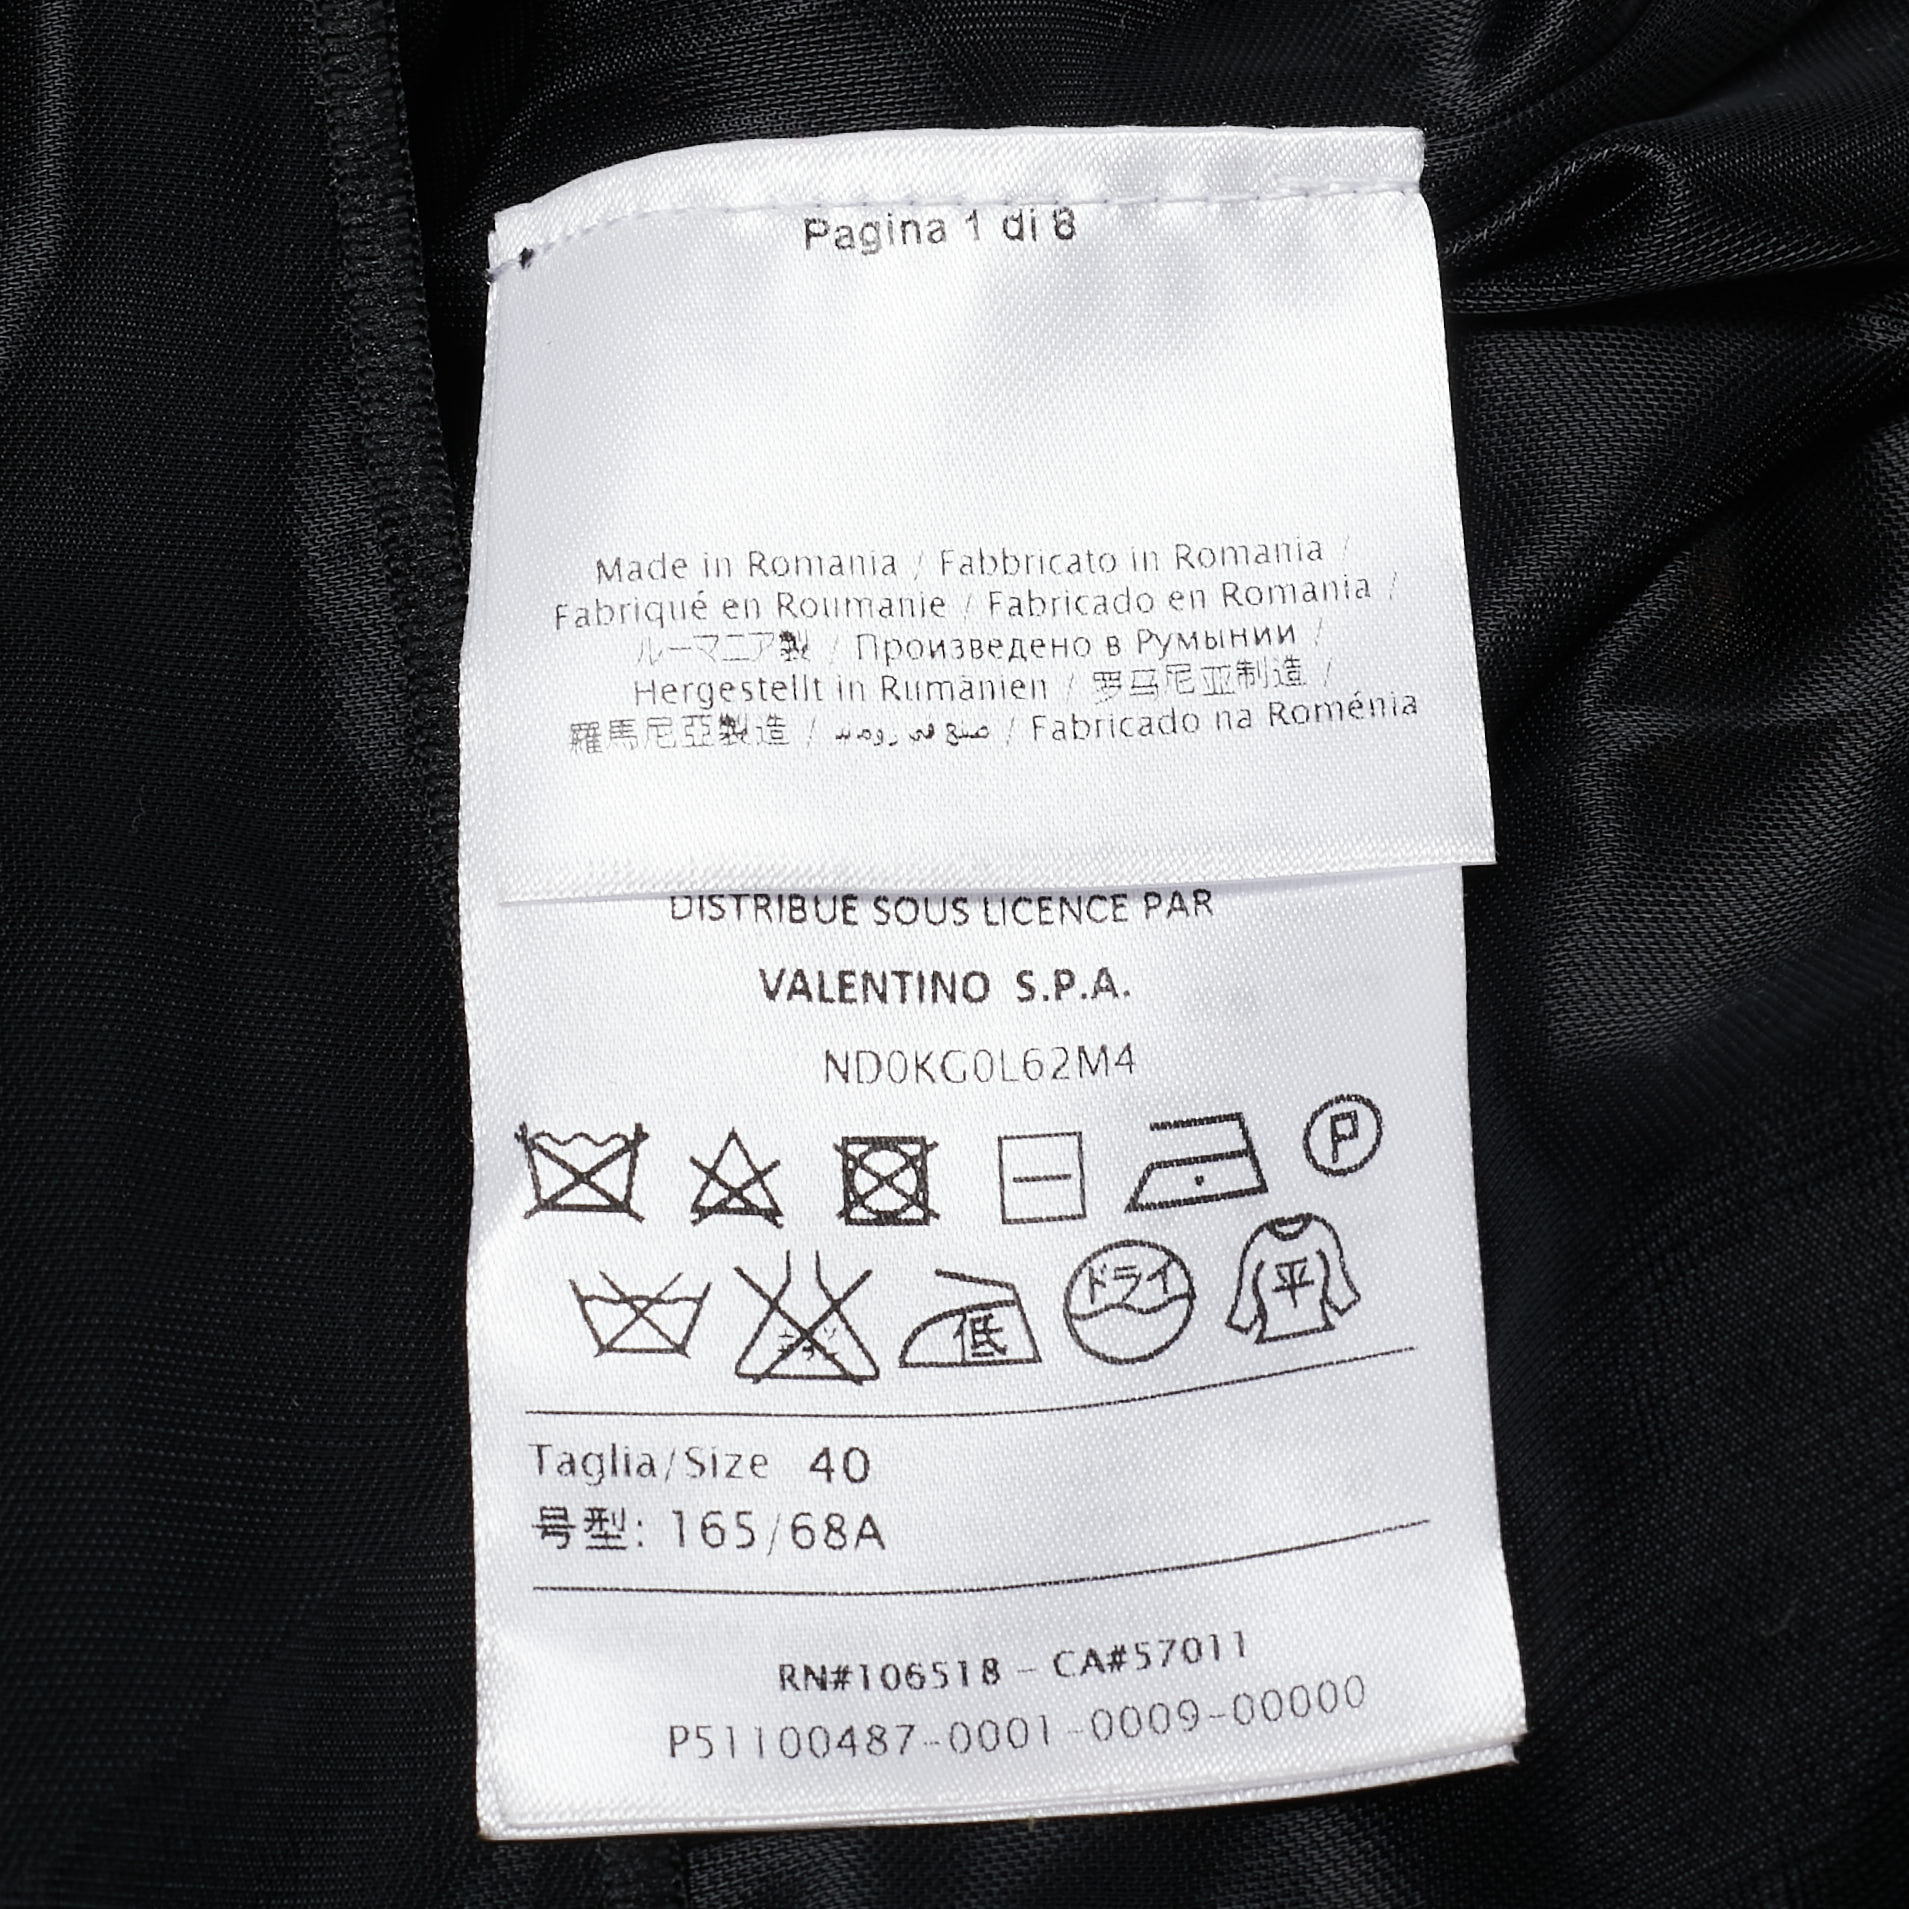 Pagina 1 di 8
Made in Romania / Fabbricato in Romania /
Fabriqué en Roumanie / Fabricado en Romania /
ルーマニア製 / Произведено в Румынии /
Hergestellt in Rumänien / 罗马尼亚制造 /
羅馬尼亞製造 / صنع في / Fabricado na Roménia
DISTRIBUÉ SOUS LICENCE PAR
VALENTINO S.P.A.
ND0KG0L62M4
P
低 ドライ 平
Taglia/Size 40
号型: 165/68A
RN#106518 - CA#57011
P51100487-0001-0009-00000